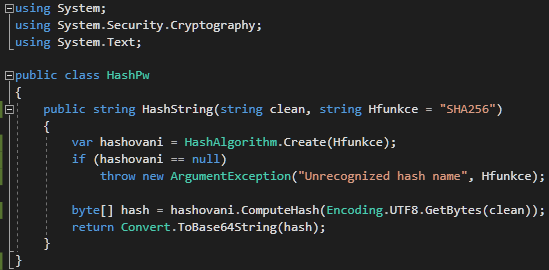 using System;
using System.Security.Cryptography;
using System.Text;
public class HashPw
{
public string HashString(string clean, string Hfunkce = "SHA256")
{
var hashovani = HashAlgorithm.Create(Hfunkce);
if (hashovani == null)
throw new ArgumentException("Unrecognized hash name", Hfunkce);
byte[] hash = hashovani.ComputeHash(Encoding.UTF8.GetBytes(clean));
return Convert.ToBase64String(hash);
}
}